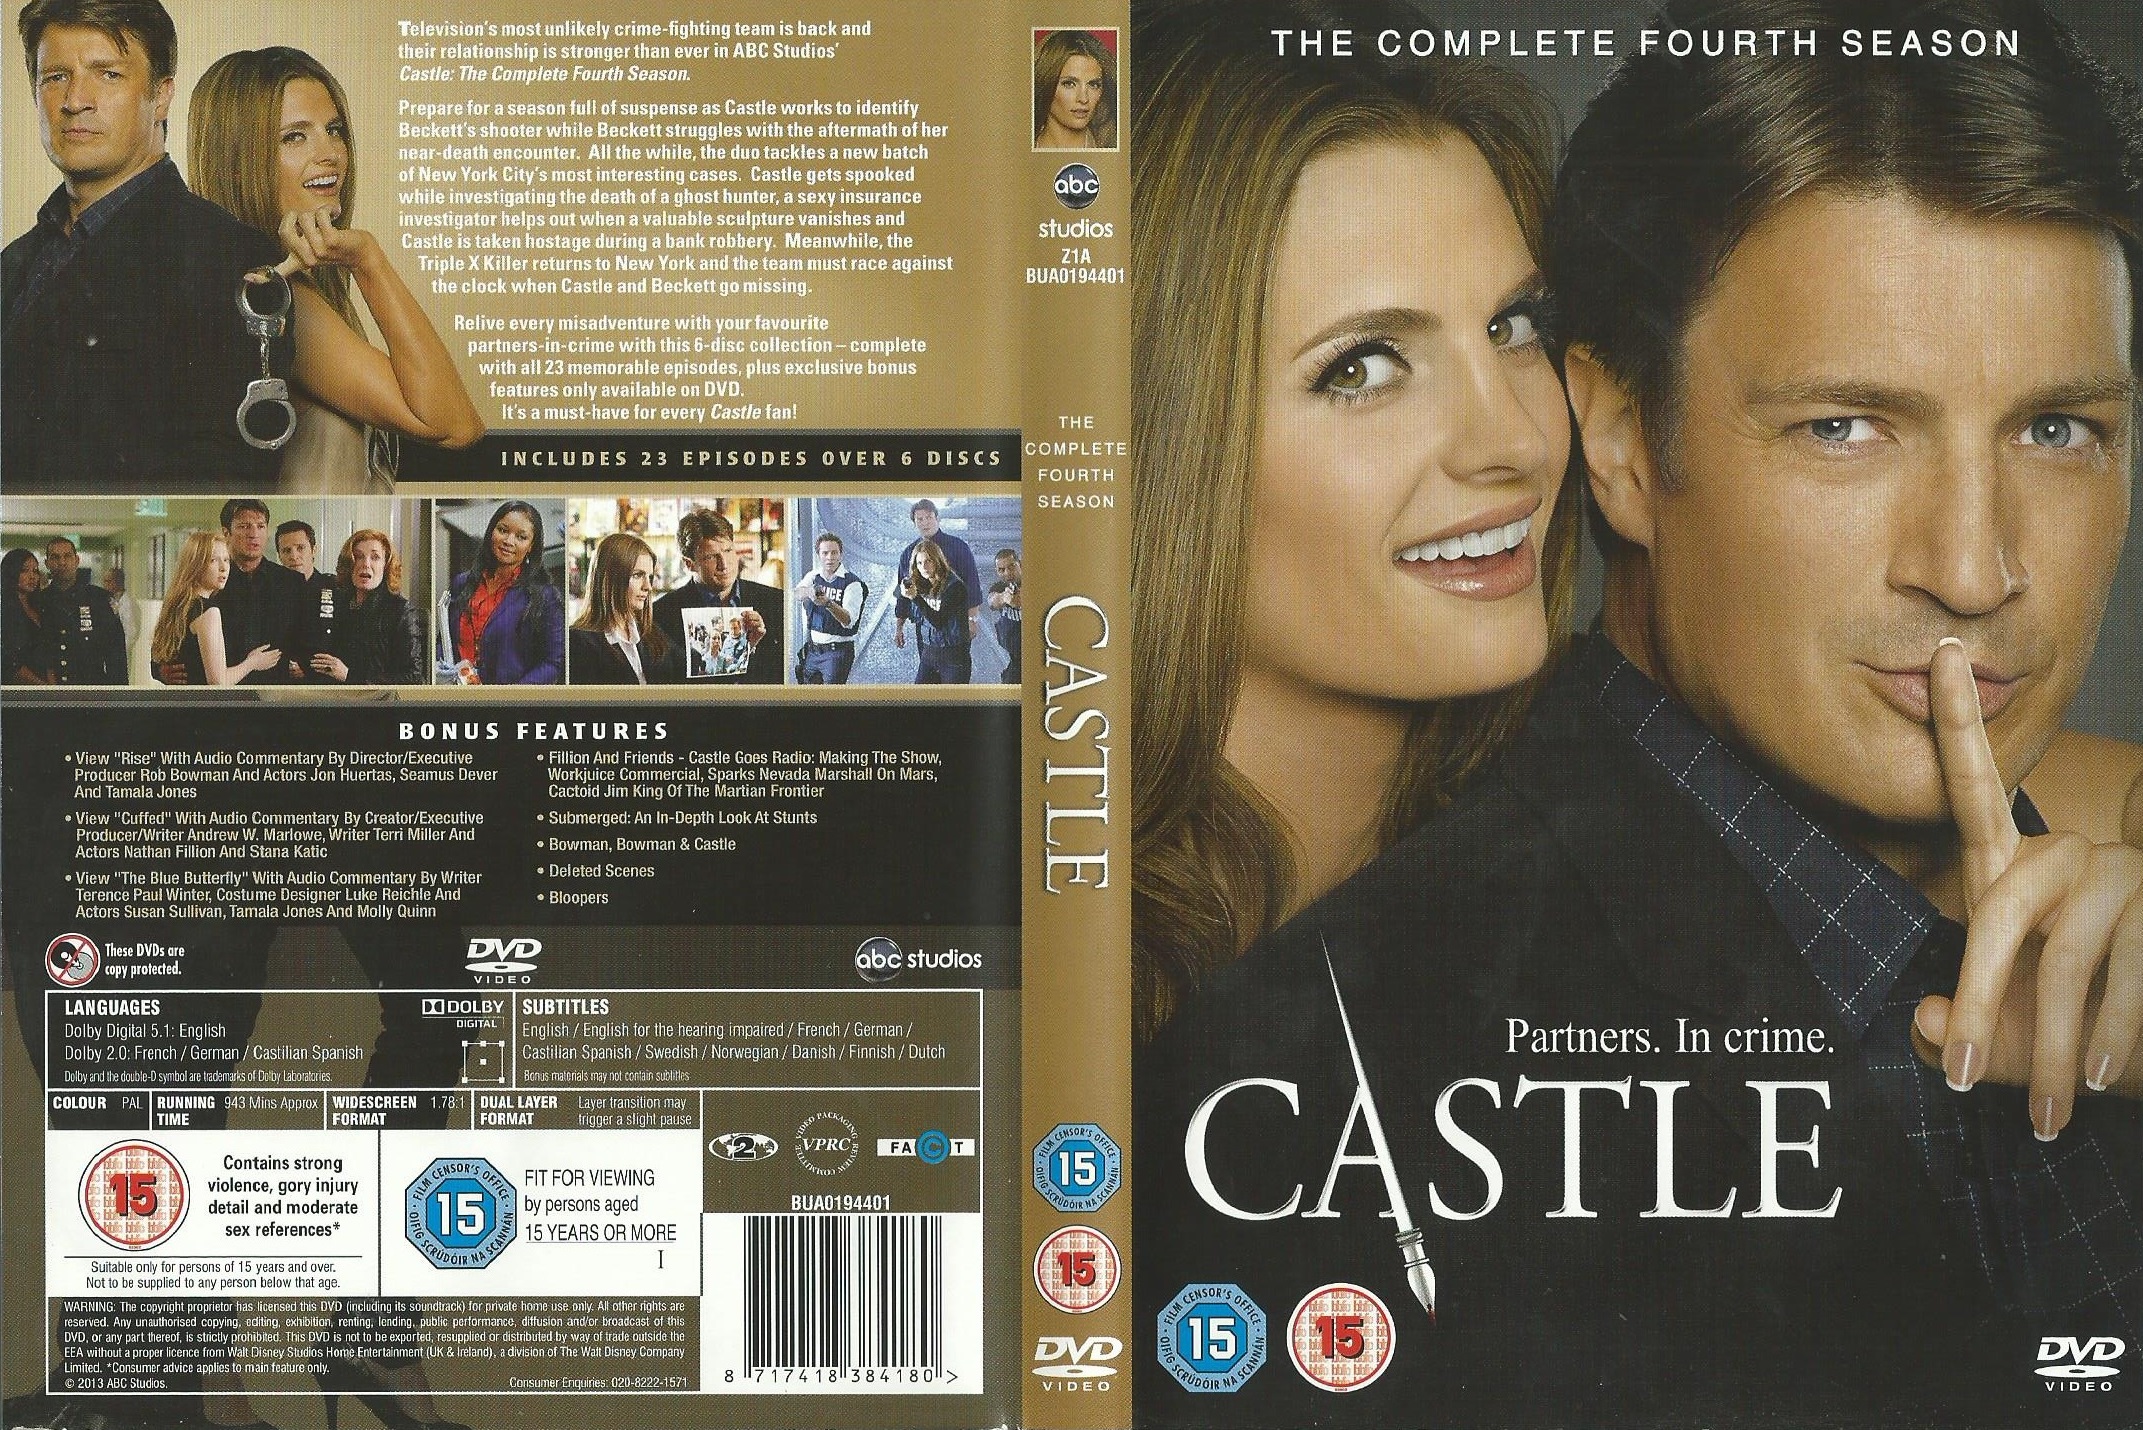 Television's most unlikely crime-fighting team is back and
their relationship is stronger than ever in ABC Studios'
Castle: The Complete Fourth Season.
Prepare for a season full of suspense as Castle works to identify
Beckett's shooter while Beckett struggles with the aftermath of her
near-death encounter. All the while, the duo tackles a new batch
of New York City's most interesting cases. Castle gets spooked
while investigating the death of a ghost hunter, a sexy insurance
investigator helps out when a valuable sculpture vanishes and
Castle is taken hostage during a bank robbery. Meanwhile, the
Triple X Killer returns to New York and the team must race against
the clock when Castle and Beckett go missing.
Relive every misadventure with your favourite
partners-in-crime with this 6-disc collection – complete
with all 23 memorable episodes, plus exclusive bonus
features only available on DVD.
It's a must-have for every Castle fan!
INCLUDES 23 EPISODES OVER 6 DISCS
BONUS FEATURES
• View "Rise" With Audio Commentary By Director/Executive
Producer Rob Bowman And Actors Jon Huertas, Seamus Dever
And Tamala Jones
• View "Cuffed" With Audio Commentary By Creator/Executive
Producer/Writer Andrew W. Marlowe, Writer Terri Miller And
Actors Nathan Fillion And Stana Katic
• View "The Blue Butterfly" With Audio Commentary By Writer
Terence Paul Winter, Costume Designer Luke Reichle And
Actors Susan Sullivan, Tamala Jones And Molly Quinn
• Fillion And Friends - Castle Goes Radio: Making The Show,
Workjuice Commercial, Sparks Nevada Marshall On Mars,
Cactoid Jim King Of The Martian Frontier
• Submerged: An In-Depth Look At Stunts
• Bowman, Bowman & Castle
• Deleted Scenes
• Bloopers
These DVDs are
copy protected.
DVD
VIDEO
abc studios
LANGUAGES
Dolby Digital 5.1: English
Dolby 2.0: French / German / Castilian Spanish
Dolby and the double-D symbol are trademarks of Dolby Laboratories.
DOLBY
DIGITAL
SUBTITLES
English / English for the hearing impaired / French / German /
Castilian Spanish / Swedish / Norwegian / Danish / Finnish / Dutch
Bonus materials may not contain subtitles
COLOUR PAL
RUNNING TIME 943 Mins Approx
WIDESCREEN FORMAT 1.78:1
DUAL LAYER FORMAT
Layer transition may
trigger a slight pause
15
Contains strong
violence, gory injury
detail and moderate
sex references*
Suitable only for persons of 15 years and over.
Not to be supplied to any person below that age.
FILM CENSOR'S OFFICE
15
OIFIG SCRÚDÓIR NA SCANNÁN
FIT FOR VIEWING
by persons aged
15 YEARS OR MORE
I
2
VIDEO PACKAGING REVIEW COMMITTEE
VPRC
FACT
BUA0194401
8 717418 384180 >
WARNING: The copyright proprietor has licensed this DVD (including its soundtrack) for private home use only. All other rights are
reserved. Any unauthorised copying, editing, exhibition, renting, lending, public performance, diffusion and/or broadcast of this
DVD, or any part thereof, is strictly prohibited. This DVD is not to be exported, resupplied or distributed by way of trade outside the
EEA without a proper licence from Walt Disney Studios Home Entertainment (UK & Ireland), a division of The Walt Disney Company
Limited. *Consumer advice applies to main feature only.
© 2013 ABC Studios.
Consumer Enquiries: 020-8222-1571
abc
studios
Z1A
BUA0194401
THE
COMPLETE
FOURTH
SEASON
CASTLE
FILM CENSOR'S OFFICE
15
OIFIG SCRÚDÓIR NA SCANNÁN
15
DVD
VIDEO
THE COMPLETE FOURTH SEASON
Partners. In crime.
CASTLE
FILM CENSOR'S OFFICE
15
OIFIG SCRÚDÓIR NA SCANNÁN
15
DVD
VIDEO